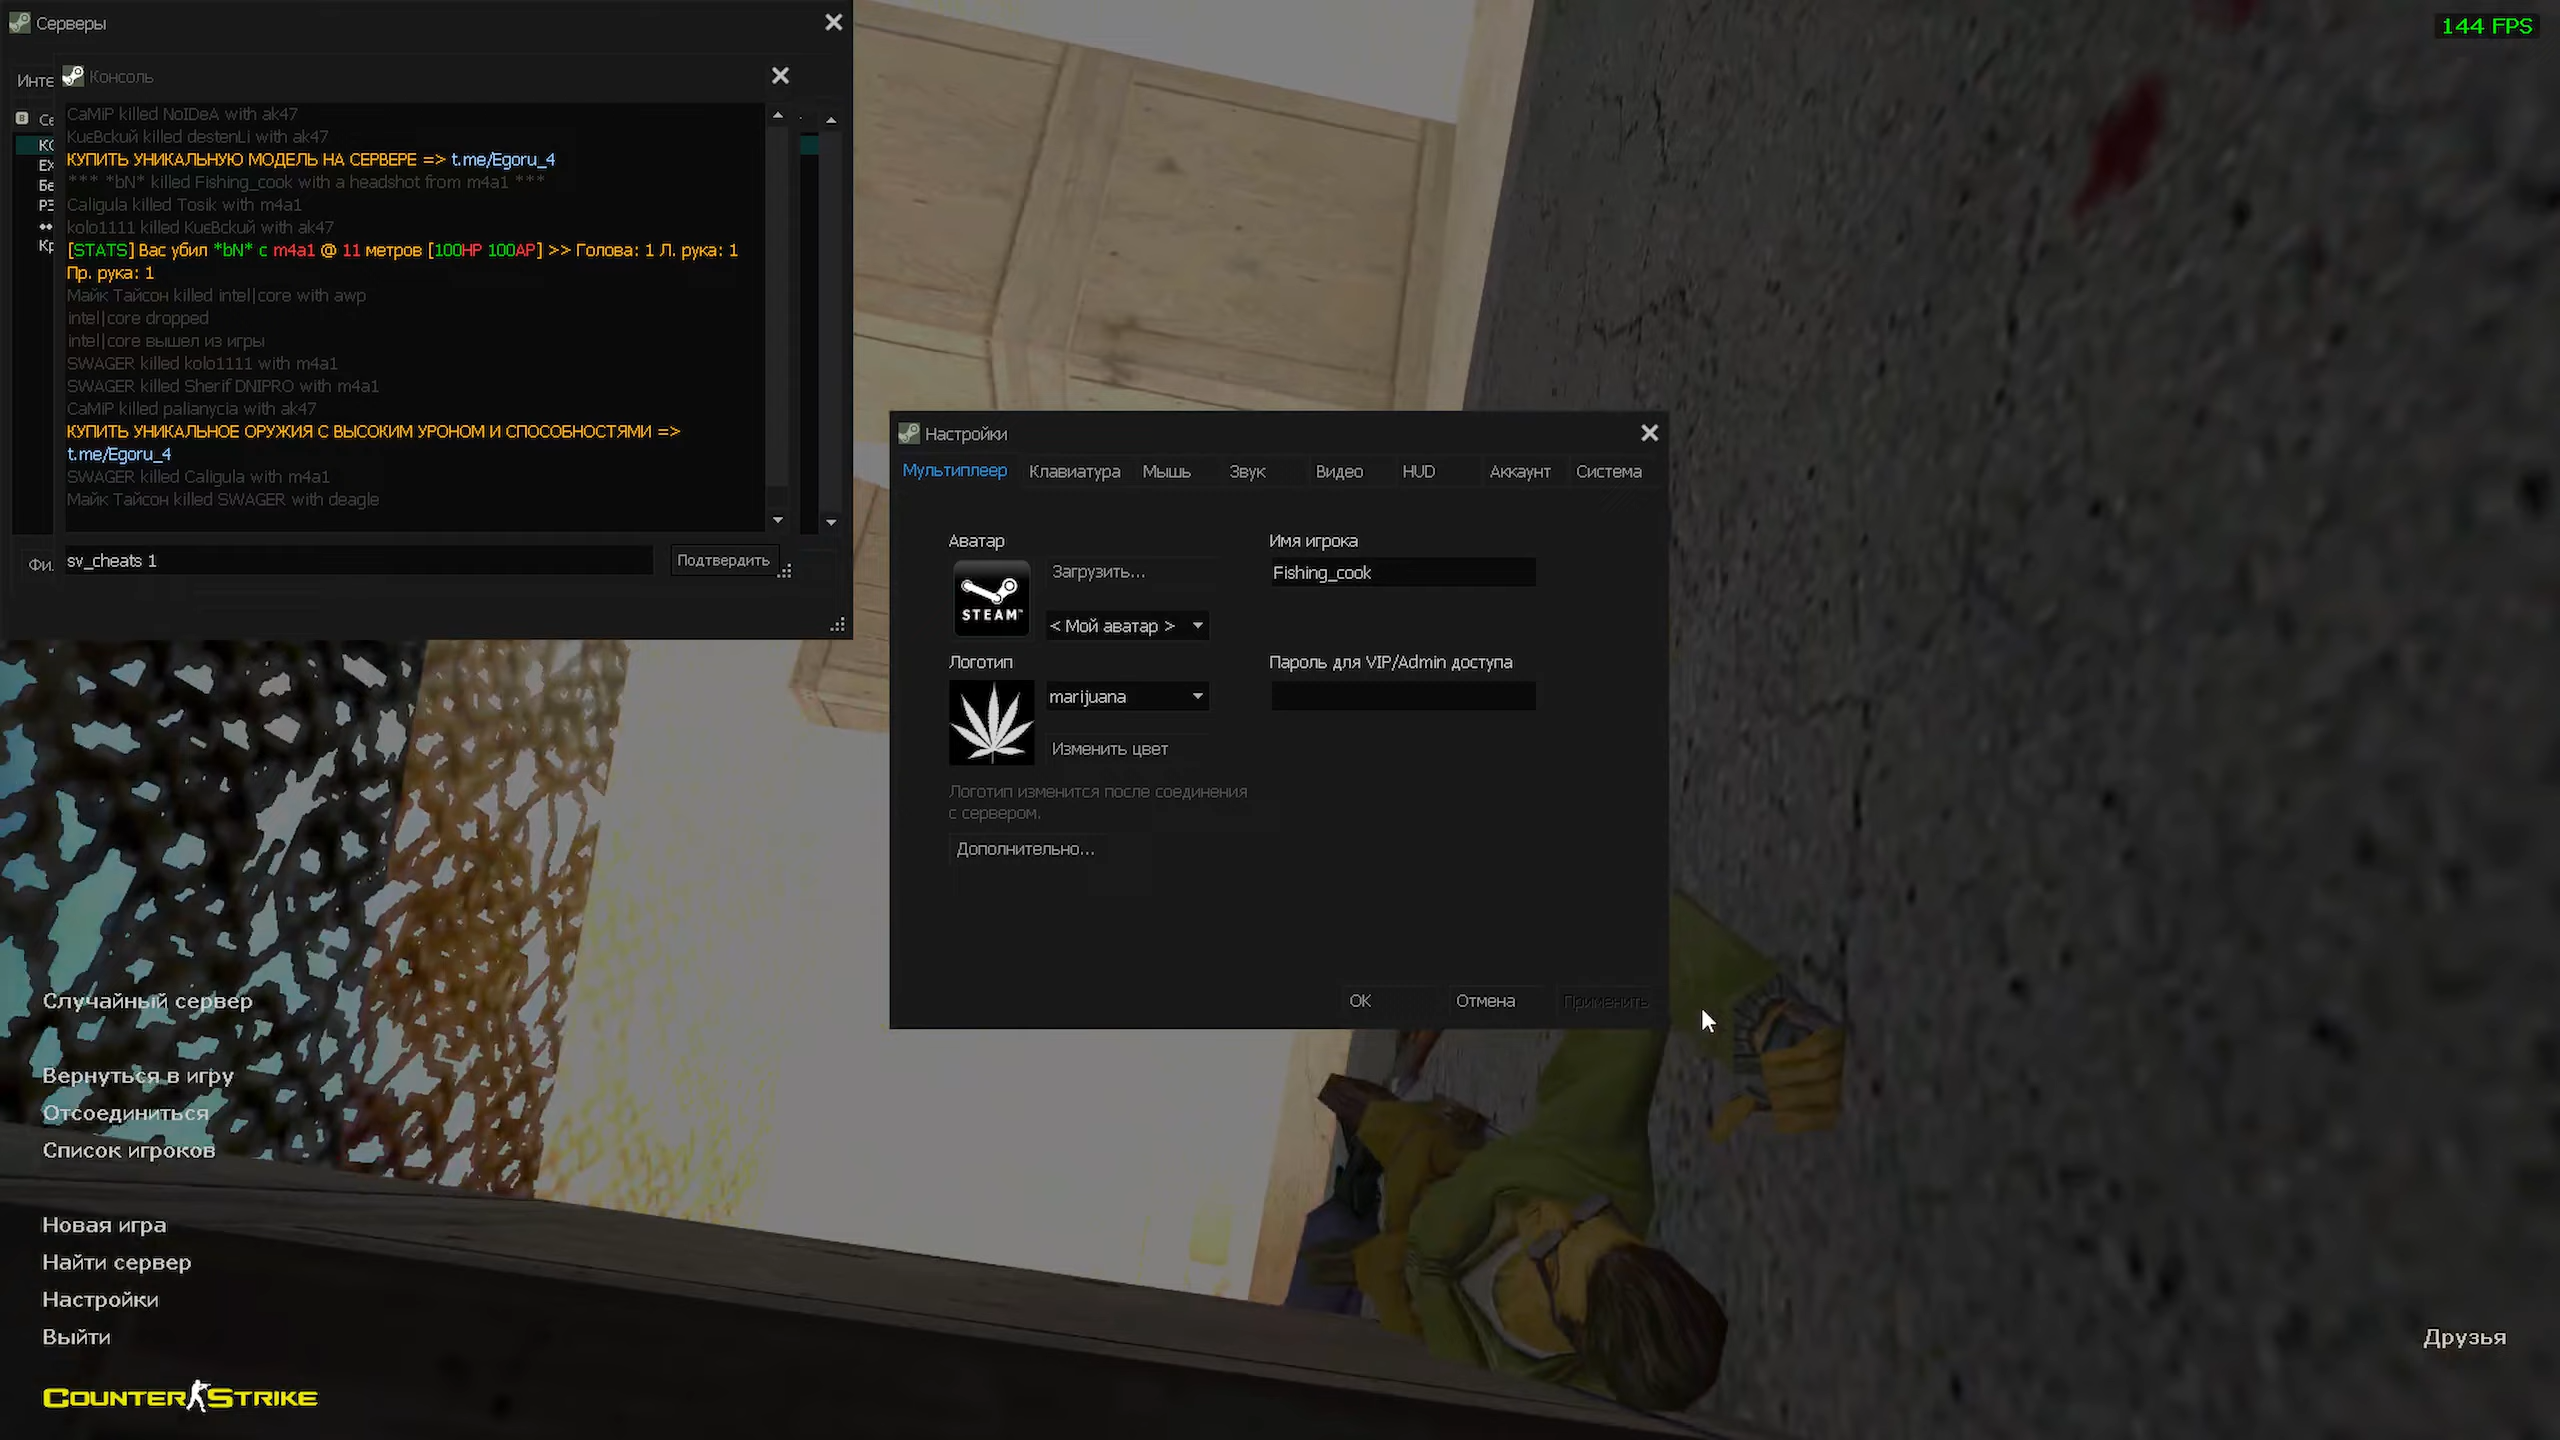 Серверы
144 FPS
Инте
Консоль
CaMiP killed NoIDeA with ak47
КиєВский killed destenLi with ak47
КУПИТЬ УНИКАЛЬНУЮ МОДЕЛЬ НА СЕРВЕРЕ => t.me/Egoru_4
*** *bN* killed Fishing_cook with a headshot from m4a1 ***
Caligula killed Tosik with m4a1
kolo1111 killed КиєВский with ak47
[STATS] Вас убил *bN* с m4a1 @ 11 метров [100HP 100AP] >> Голова: 1 Л. рука: 1
Пр. рука: 1
Майк Тайсон killed intel|core with awp
intel|core dropped
intel|core вышел из игры
SWAGER killed kolo1111 with m4a1
SWAGER killed Sherif DNIPRO with m4a1
CaMiP killed palianycia with ak47
КУПИТЬ УНИКАЛЬНОЕ ОРУЖИЯ С ВЫСОКИМ УРОНОМ И СПОСОБНОСТЯМИ =>
t.me/Egoru_4
SWAGER killed Caligula with m4a1
Майк Тайсон killed SWAGER with deagle
sv_cheats 1
Подтвердить
Настройки
Мультиплеер Клавиатура Мышь Звук Видео HUD Аккаунт Система
Аватар
Имя игрока
STEAM
Загрузить...
Fishing_cook
< Мой аватар >
Логотип
Пароль для VIP/Admin доступа
marijuana
Изменить цвет
Логотип изменится после соединения
с сервером.
Дополнительно...
OK
Отмена
Применить
Случайный сервер
Вернуться в игру
Отсоединиться
Список игроков
Новая игра
Найти сервер
Настройки
Выйти
Друзья
COUNTER STRIKE